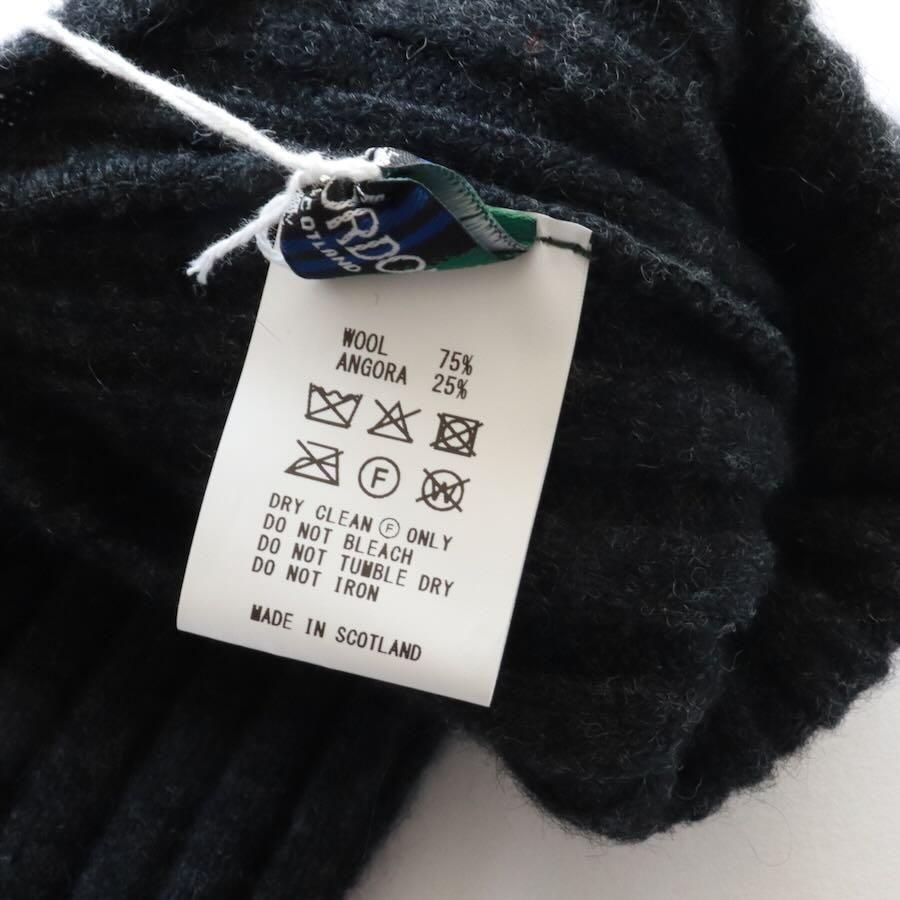 COTLAND
WOOL 75%
ANGORA 25%
F W
DRY CLEAN Ⓕ ONLY
DO NOT BLEACH
DO NOT TUMBLE DRY
DO NOT IRON
MADE IN SCOTLAND